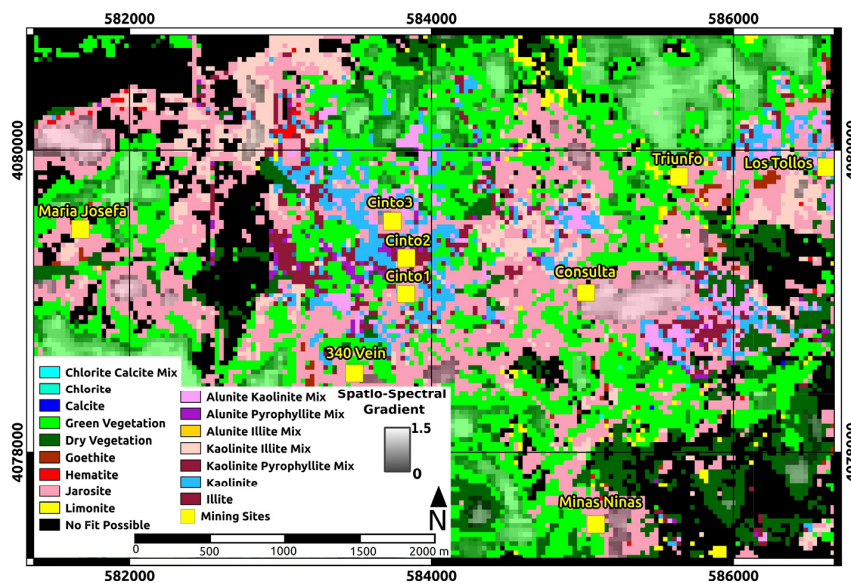 582000 584000 586000
4080000 4080000
Triunfo
Los Tollos
Maria Josefa
Cinto3
Cinto2
Cinto1
Consulta
340 Vein
Chlorite Calcite Mix
Chlorite
Calcite
Green Vegetation
Dry Vegetation
Goethite
Hematite
Jarosite
Limonite
No Fit Possible
Alunite Kaolinite Mix
Alunite Pyrophyllite Mix
Alunite Illite Mix
Kaolinite Illite Mix
Kaolinite Pyrophyllite Mix
Kaolinite
Illite
Mining Sites
Spatio-Spectral
Gradient
1.5
0
N
0 500 1000 1500 2000 m
4078000 4078000
Minas Ninas
582000 584000 586000